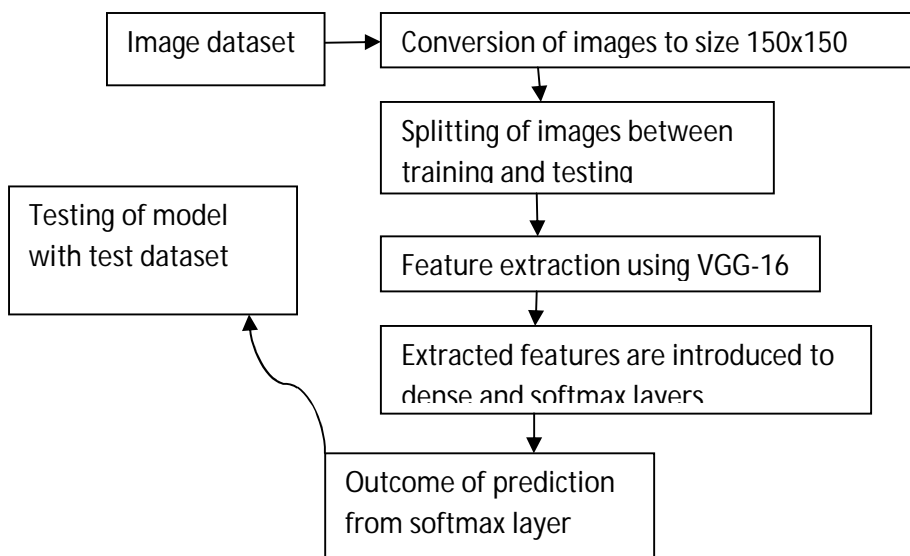 Image dataset
Conversion of images to size 150x150
Splitting of images between
training and testing
Feature extraction using VGG-16
Extracted features are introduced to
dense and softmax layers
Outcome of prediction
from softmax layer
Testing of model
with test dataset